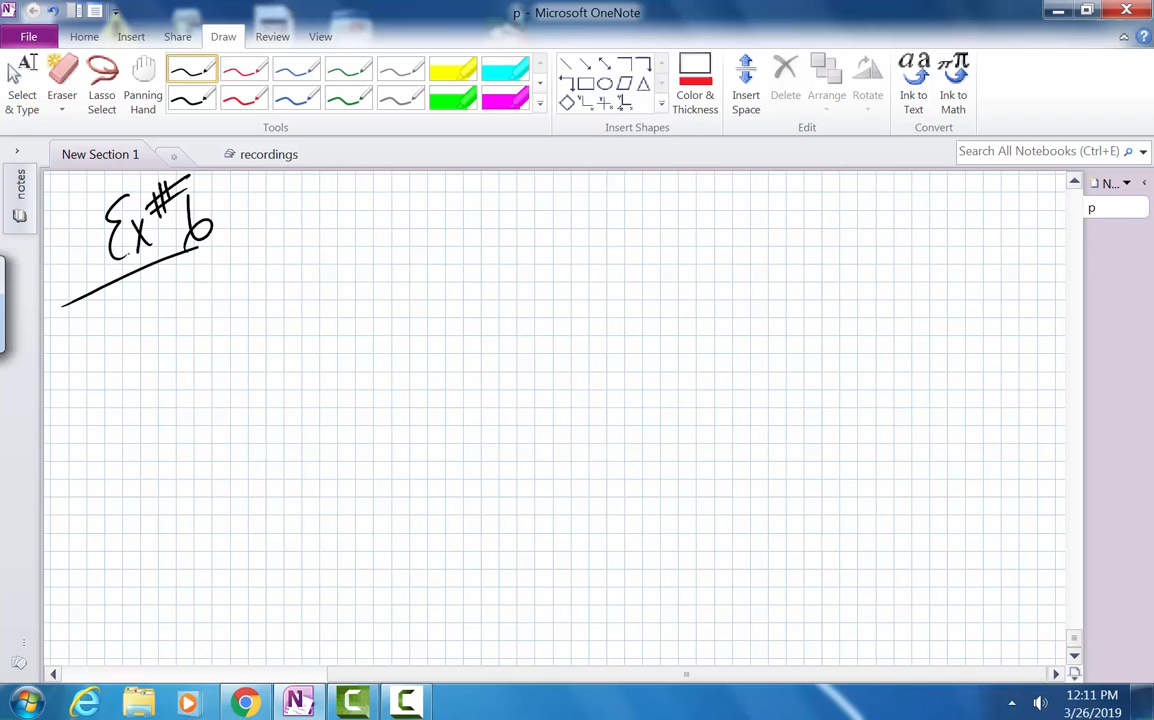 p - Microsoft OneNote
File Home Insert Share Draw Review View
Select & Type Eraser Lasso Select Panning Hand Color & Thickness Insert Space Delete Arrange Rotate Ink to Text Ink to Math
Tools Insert Shapes Edit Convert
New Section 1 recordings Search All Notebooks (Ctrl+E)
notes N...
p
Ex #6
12:11 PM
3/26/2019